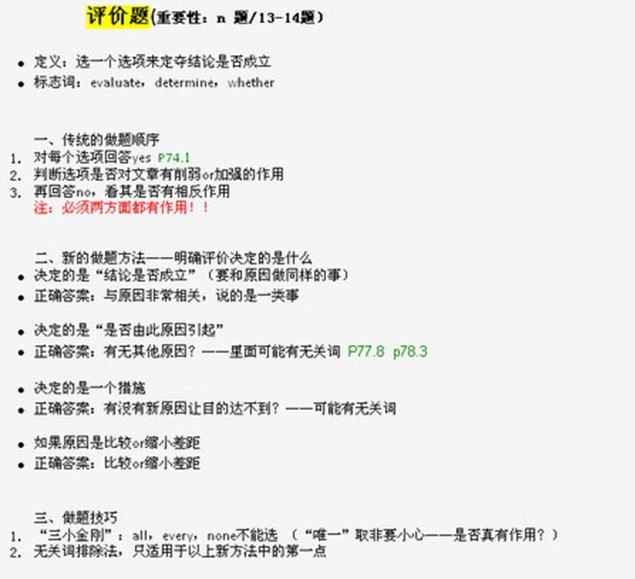 评价题(重要性：n 题/13-14题)
● 定义：选一个选项来定夺结论是否成立
● 标志词：evaluate，determine，whether
一、传统的做题顺序
1. 对每个选项回答yes P74.1
2. 判断选项是否对文章有削弱or加强的作用
3. 再回答no，看其是否有相反作用
注：必须两方面都有作用！！
二、新的做题方法——明确评价决定的是什么
● 决定的是“结论是否成立”（要和原因做同样的事）
● 正确答案：与原因非常相关，说的是一类事
● 决定的是“是否由此原因引起”
● 正确答案：有无其他原因？——里面可能有无关词 P77.8 p78.3
● 决定的是一个措施
● 正确答案：有没有新原因让目的达不到？——可能有无关词
● 如果原因是比较or缩小差距
● 正确答案：比较or缩小差距
三、做题技巧
1. “三小金刚”：all，every，none不能选 （“唯一”取非要小心——是否真有作用？）
2. 无关词排除法，只适用于以上新方法中的第一点